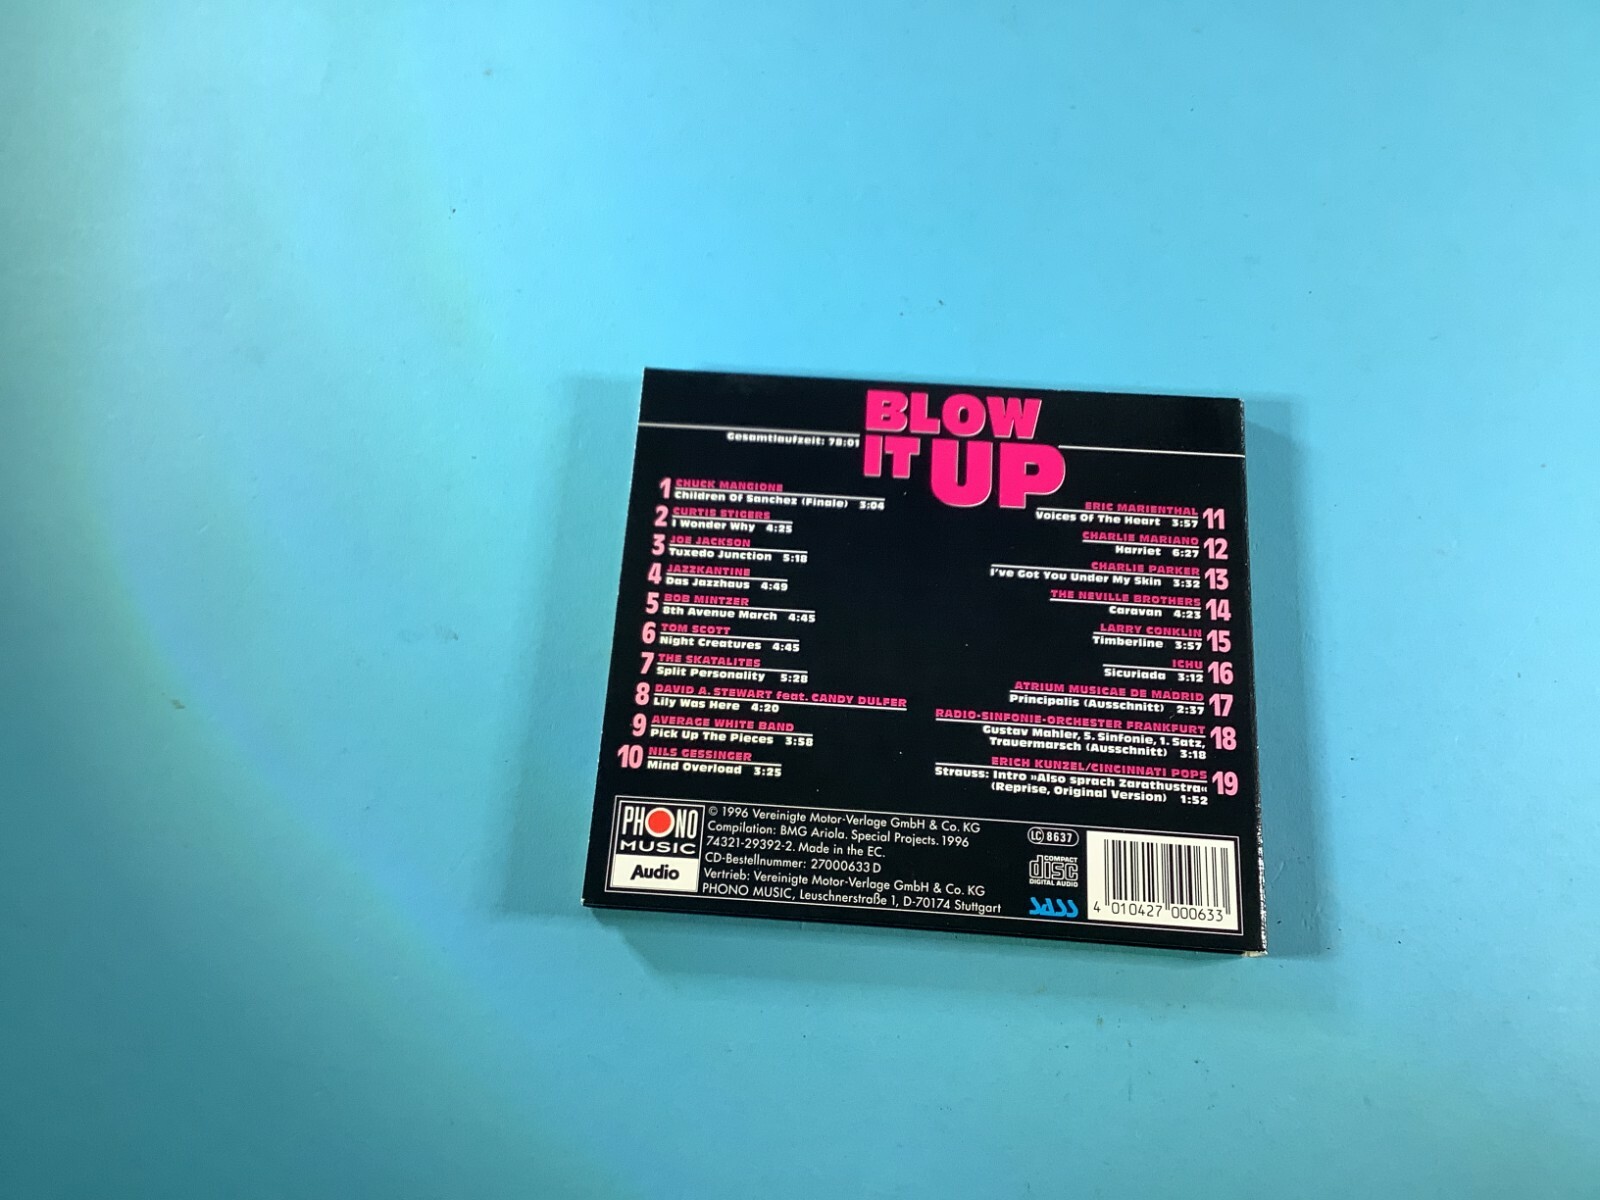 BLOW
IT UP
Gesamtlaufzeit: 78:01
1 CHUCK MANGIONE
Children Of Sanchez (Finale) 3:04
2 CURTIS STIGERS
I Wonder Why 4:25
3 JOE JACKSON
Tuxedo Junction 5:18
4 JAZZKANTINE
Das Jazzhaus 4:49
5 BOB MINTZER
8th Avenue March 4:45
6 TOM SCOTT
Night Creatures 4:45
7 THE SKATALITES
Split Personality 5:28
8 DAVID A. STEWART feat. CANDY DULFER
Lily Was Here 4:20
9 AVERAGE WHITE BAND
Pick Up The Pieces 3:58
10 NILS GESSINGER
Mind Overload 3:25
ERIC MARIENTHAL 11
Voices Of The Heart 3:57
CHARLIE MARIANO 12
Harriet 6:27
CHARLIE PARKER 13
I've Got You Under My Skin 3:32
THE NEVILLE BROTHERS 14
Caravan 4:23
LARRY CONKLIN 15
Timberline 3:57
ICHU 16
Sicuriada 3:12
ATRIUM MUSICAE DE MADRID 17
Principalis (Ausschnitt) 2:37
RADIO-SINFONIE-ORCHESTER FRANKFURT 18
Gustav Mahler, 5. Sinfonie, 1. Satz,
Trauermarsch (Ausschnitt) 3:18
ERICH KUNZEL/CINCINNATI POPS 19
Strauss: Intro »Also sprach Zarathustra«
(Reprise, Original Version) 1:52
PHONO
MUSIC
Audio
© 1996 Vereinigte Motor-Verlage GmbH & Co. KG
Compilation: BMG Ariola. Special Projects. 1996
74321-29392-2. Made in the EC.
CD-Bestellnummer: 27000633 D
Vertrieb: Vereinigte Motor-Verlage GmbH & Co. KG
PHONO MUSIC, Leuschnerstraße 1, D-70174 Stuttgart
LC 8637
COMPACT
disc
DIGITAL AUDIO
4 010427 000633